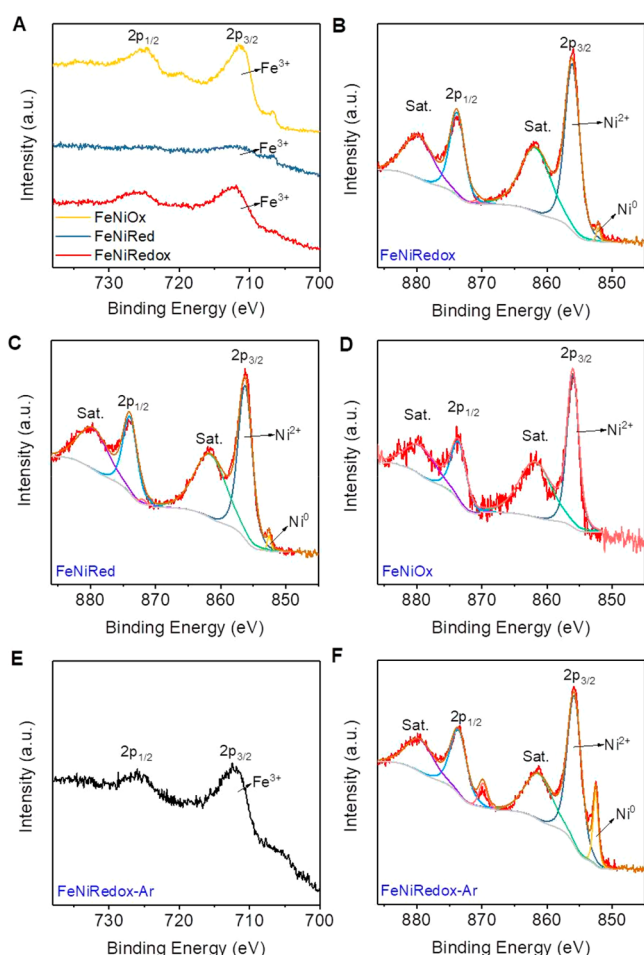 A
2p1/2
2p3/2
Fe3+
Fe3+
Fe3+
FeNiOx
FeNiRed
FeNiRedox
Intensity (a.u.)
730 720 710 700
Binding Energy (eV)
B
2p3/2
Sat.
2p1/2
Sat.
Ni2+
Ni0
FeNiRedox
Intensity (a.u.)
880 870 860 850
Binding Energy (eV)
C
2p3/2
Sat.
2p1/2
Sat.
Ni2+
Ni0
FeNiRed
Intensity (a.u.)
880 870 860 850
Binding Energy (eV)
D
2p3/2
Sat.
2p1/2
Sat.
Ni2+
FeNiOx
Intensity (a.u.)
880 870 860 850
Binding Energy (eV)
E
2p1/2
2p3/2
Fe3+
FeNiRedox-Ar
Intensity (a.u.)
730 720 710 700
Binding Energy (eV)
F
2p3/2
Sat.
2p1/2
Sat.
Ni2+
Ni0
FeNiRedox-Ar
Intensity (a.u.)
880 870 860 850
Binding Energy (eV)